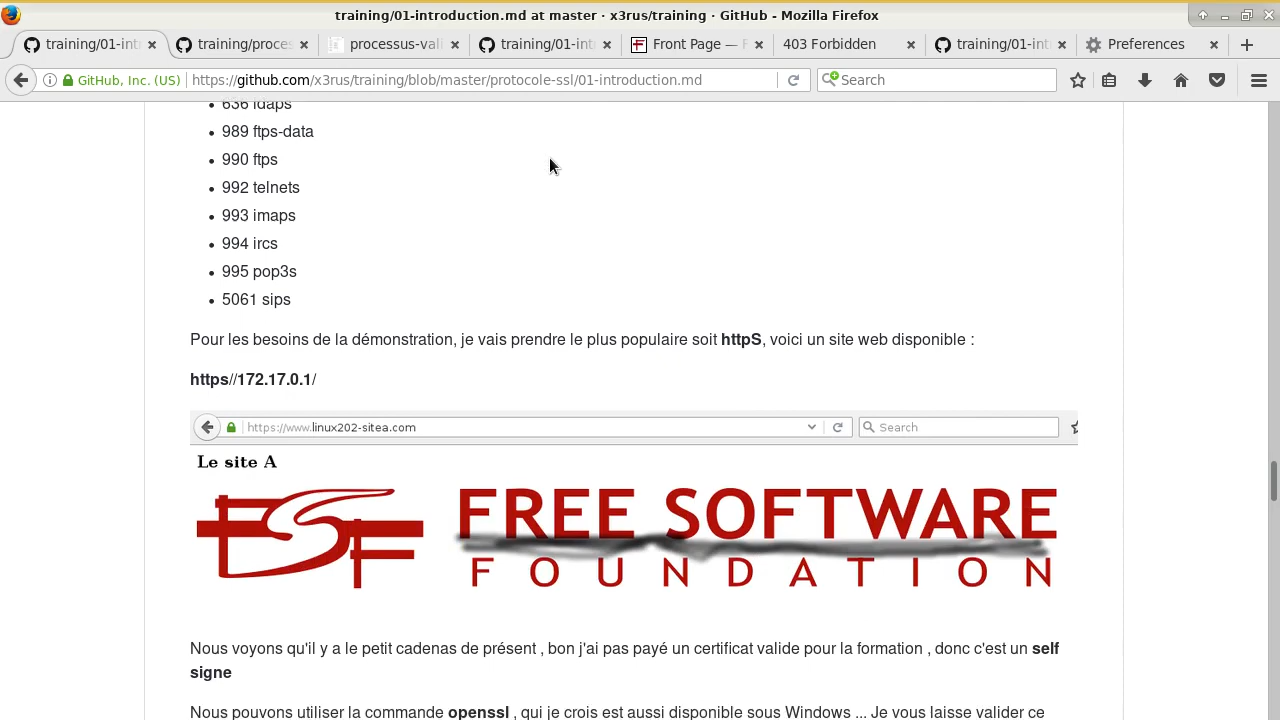 training/01-introduction.md at master · x3rus/training · GitHub - Mozilla Firefox
training/01-int
training/proces
processus-vali
training/01-int
Front Page — F
403 Forbidden
training/01-int
Preferences
GitHub, Inc. (US)
https://github.com/x3rus/training/blob/master/protocole-ssl/01-introduction.md
Search
• 636 ldaps
• 989 ftps-data
• 990 ftps
• 992 telnets
• 993 imaps
• 994 ircs
• 995 pop3s
• 5061 sips
Pour les besoins de la démonstration, je vais prendre le plus populaire soit httpS, voici un site web disponible :
https//172.17.0.1/
https://www.linux202-sitea.com
Search
Le site A
FSF
FREE SOFTWARE
FOUNDATION
Nous voyons qu'il y a le petit cadenas de présent , bon j'ai pas payé un certificat valide pour la formation , donc c'est un self
signe
Nous pouvons utiliser la commande openssl , qui je crois est aussi disponible sous Windows ... Je vous laisse valider ce